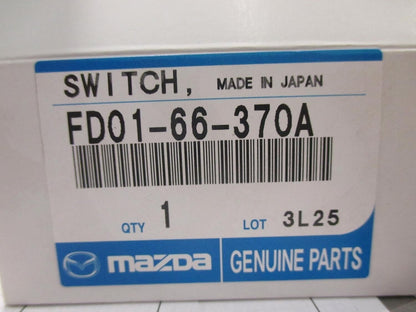 SWITCH, MADE IN JAPAN
FD01-66-370A
QTY 1 LOT 3L25
mazda GENUINE PARTS